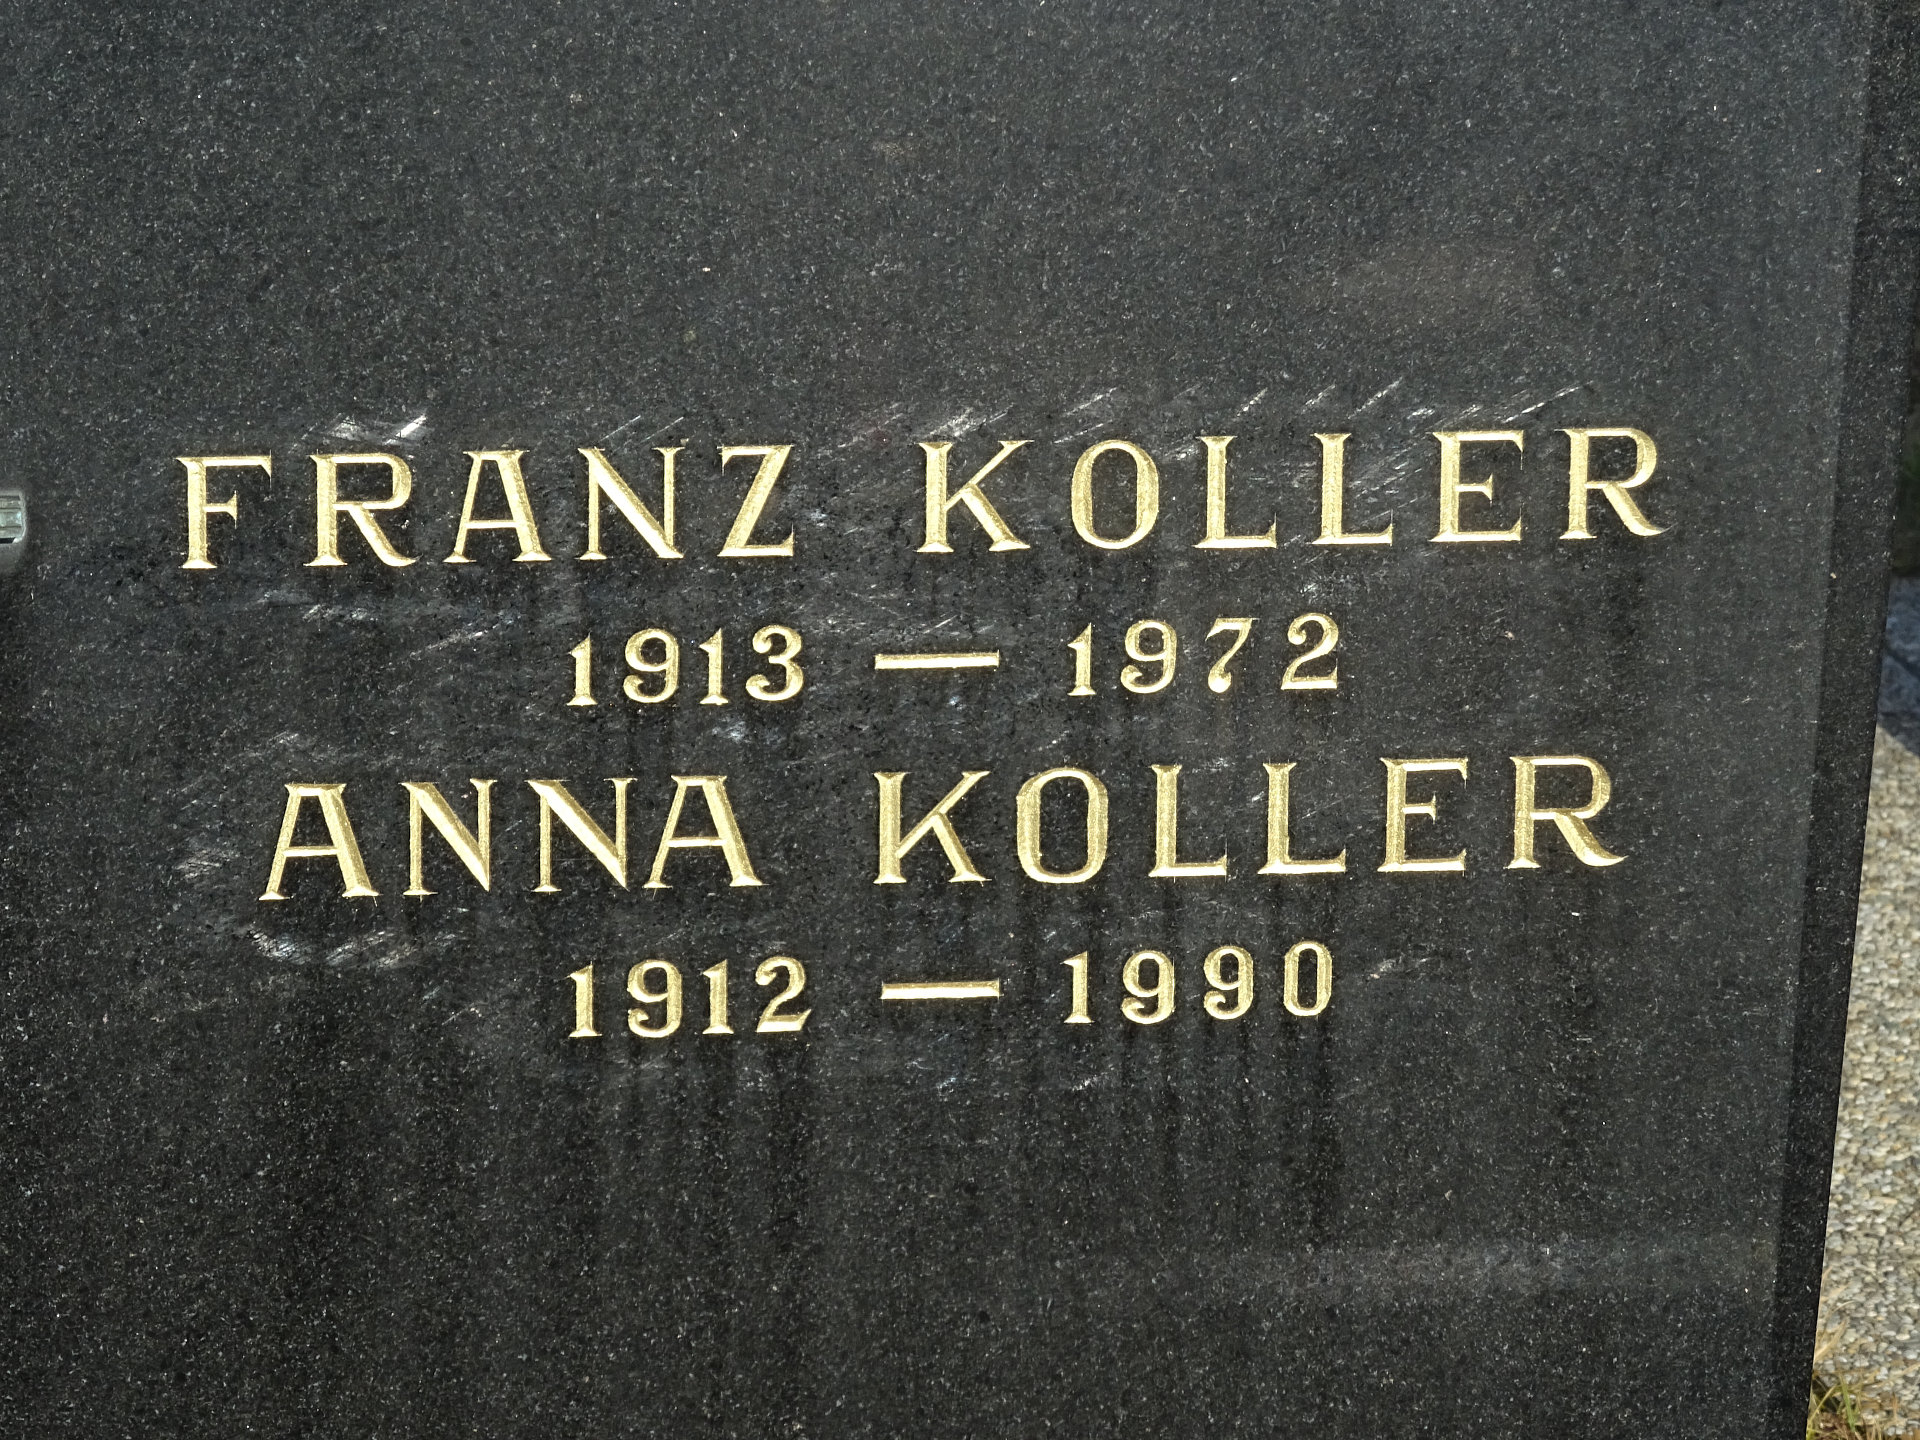 FRANZ KOLLER
1913 — 1972
ANNA KOLLER
1912 — 1990